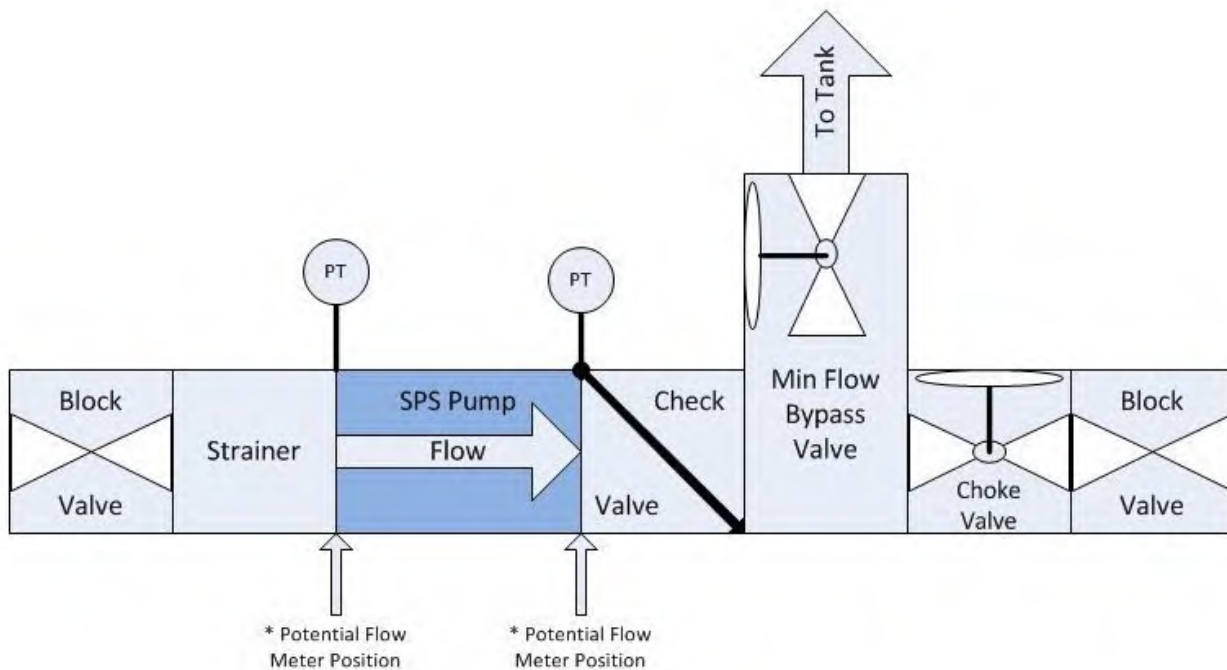 To Tank
PT
PT
Block
Valve
Strainer
SPS Pump
Flow
Check
Valve
Min Flow
Bypass
Valve
Choke
Valve
Block
Valve
* Potential Flow
Meter Position
* Potential Flow
Meter Position